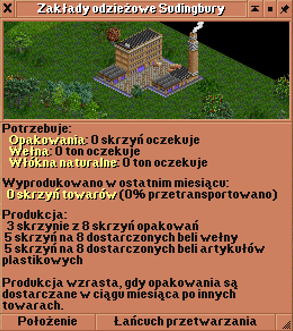 Zakłady odzieżowe Sudingbury
Potrzebuje:
Opakowania: 0 skrzyń oczekuje
Wełna: 0 ton oczekuje
Włókna naturalne: 0 ton oczekuje
Wyprodukowano w ostatnim miesiącu:
0 skrzyń towarów (0% przetransportowano)
Produkcja:
3 skrzynie z 8 skrzyń opakowań
5 skrzyń na 8 dostarczonych beli wełny
5 skrzyń na 8 dostarczonych beli artykułów
plastikowych
Produkcja wzrasta, gdy opakowania są
dostarczane w ciągu miesiąca po innych
towarach.
Położenie
Łańcuch przetwarzania